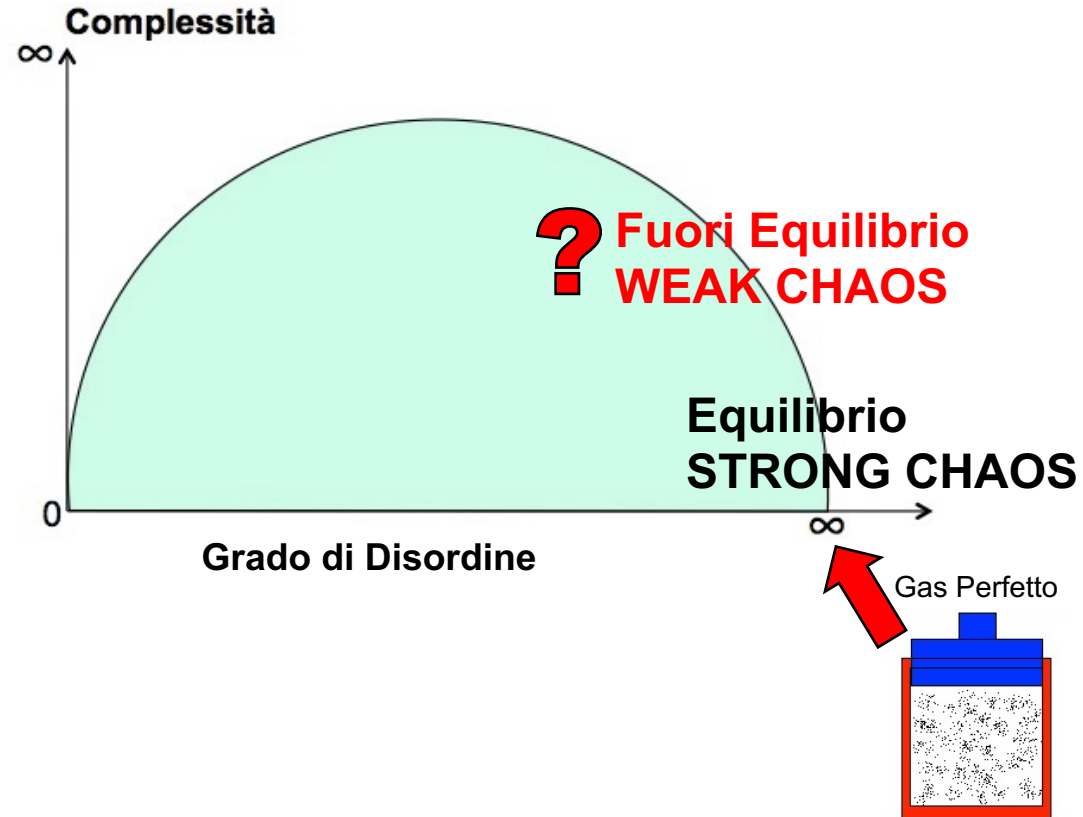 Complessità
∞
?
Fuori Equilibrio
WEAK CHAOS
Equilibrio
STRONG CHAOS
0
∞
Grado di Disordine
Gas Perfetto